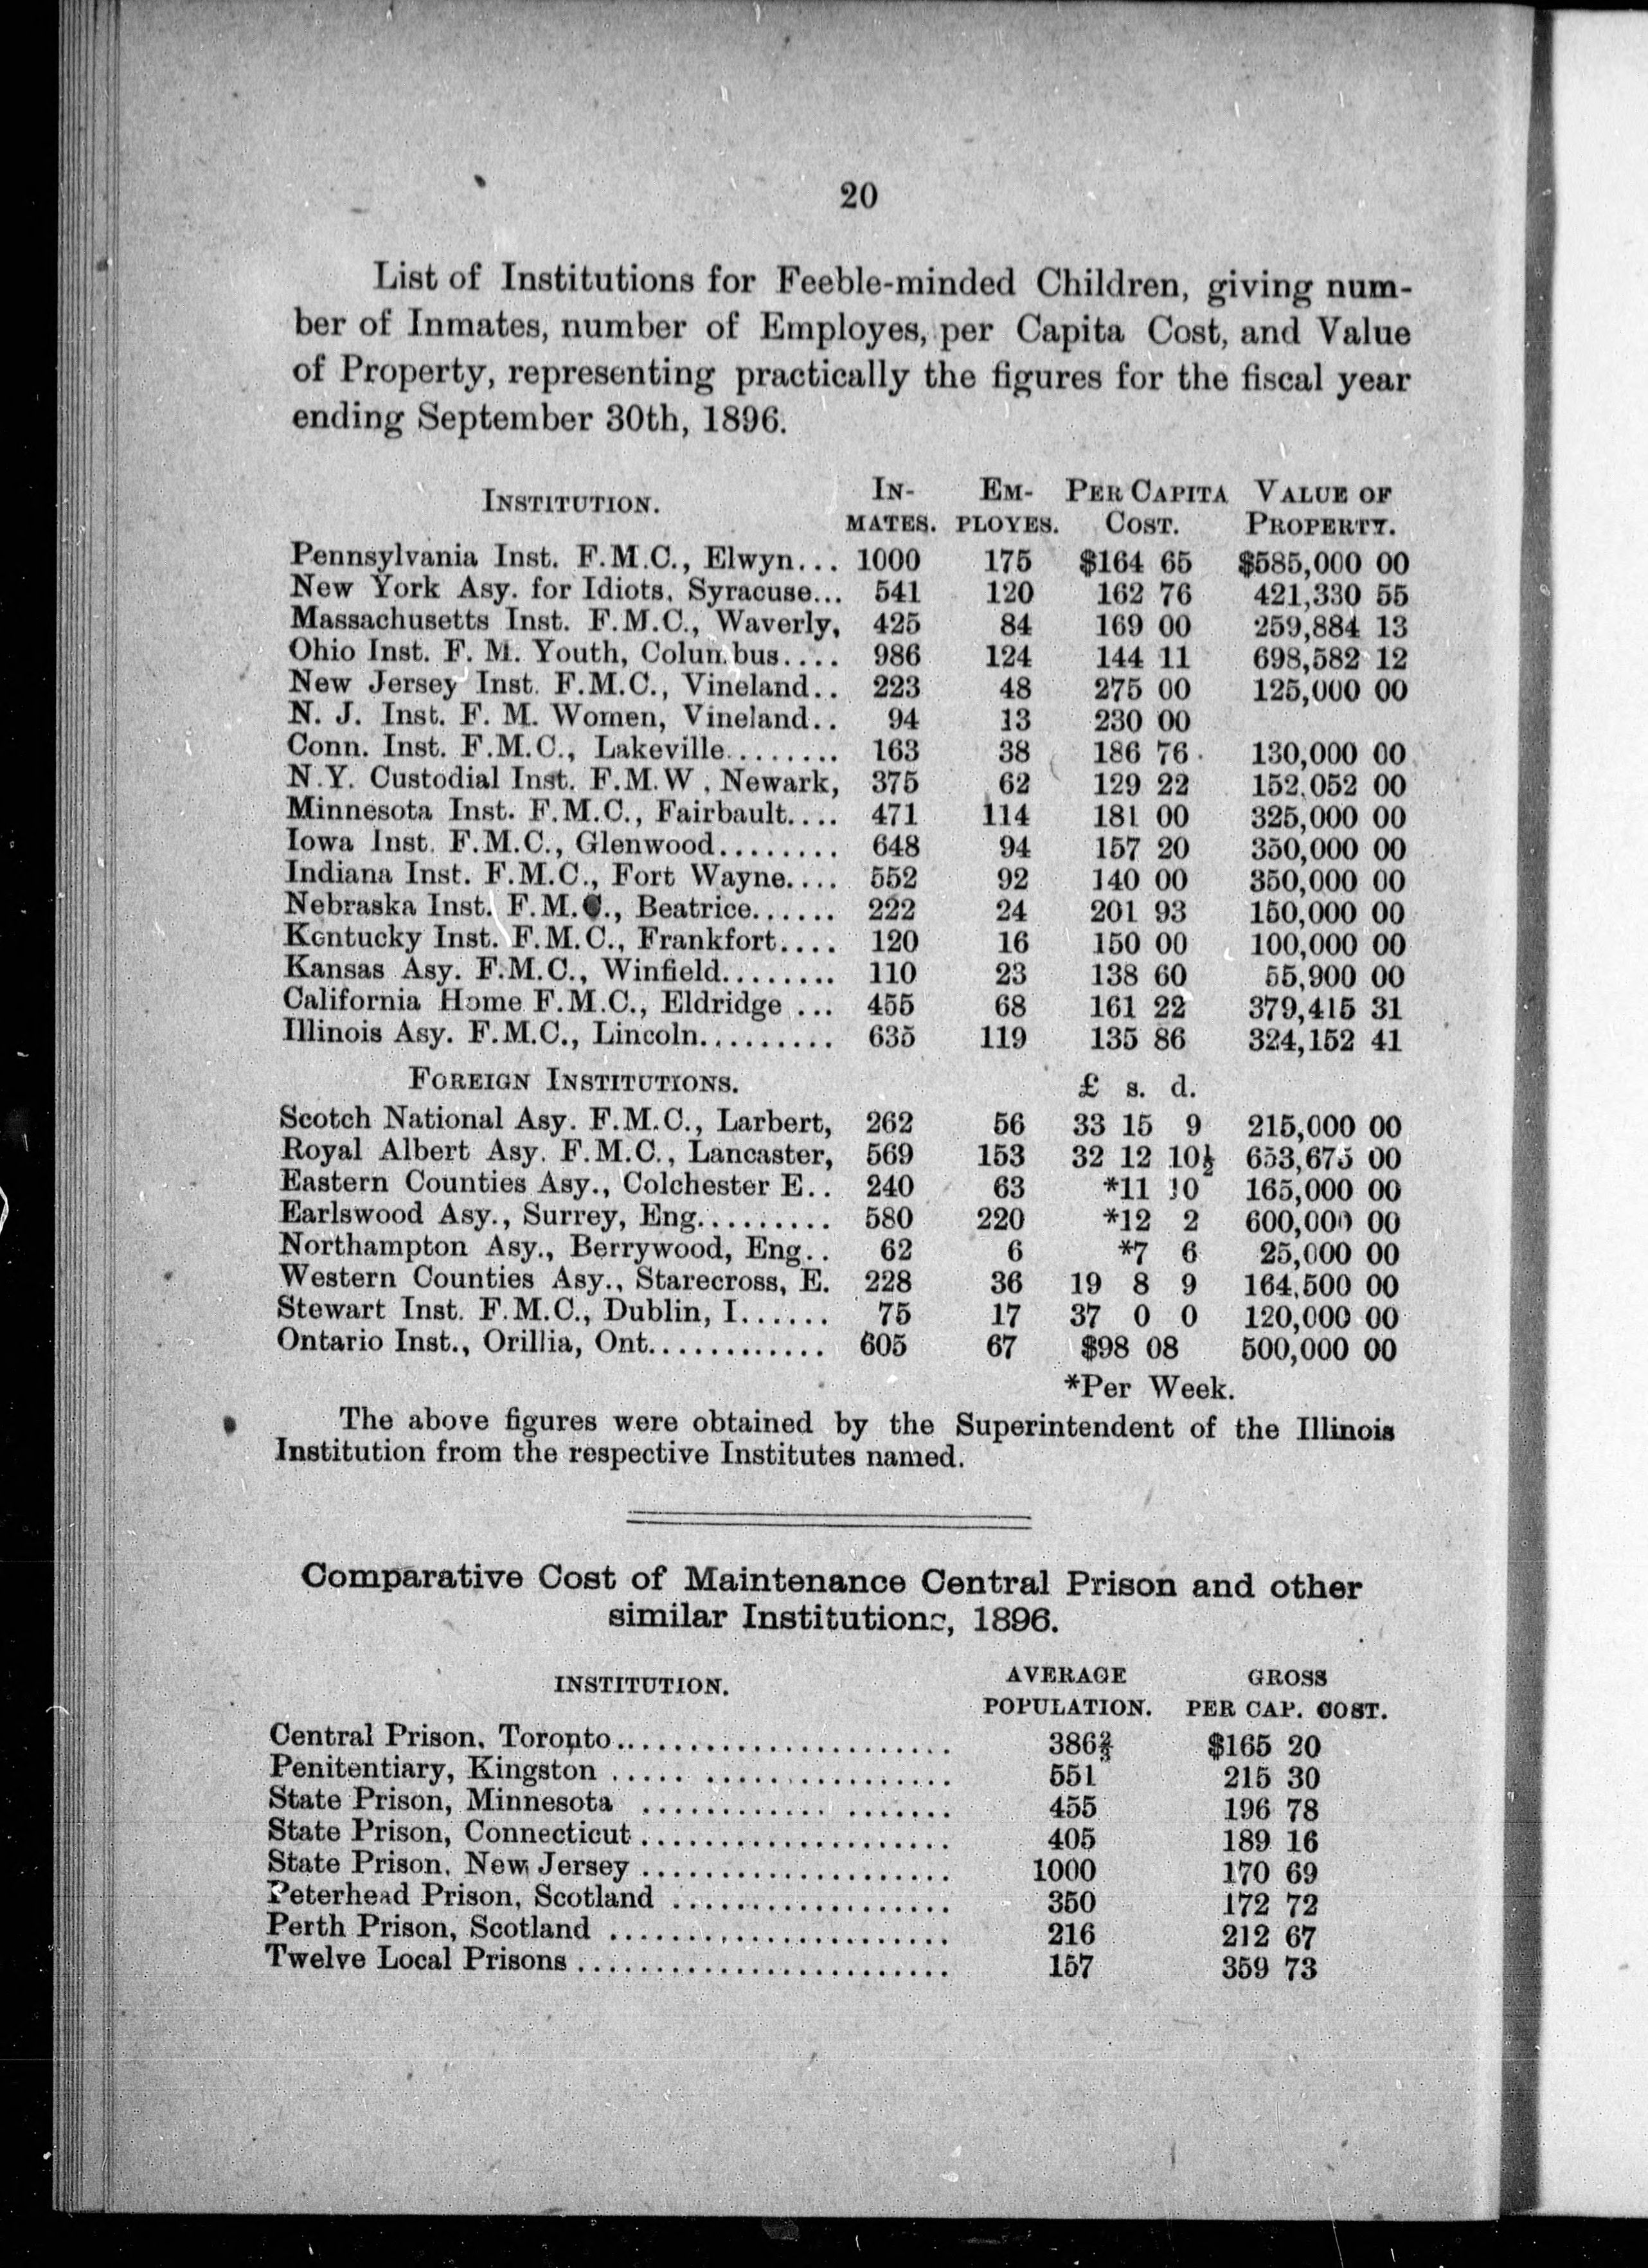 20
List of Institutions for Feeble-minded Children, giving num-
ber of Inmates, number of Employes, per Capita Cost, and Value
of Property, representing practically the figures for the fiscal year
ending September 30th, 1896.
INSTITUTION. IN- EM- PER CAPITA VALUE OF
MATES. PLOYES. COST. PROPERTY.
Pennsylvania Inst. F.M.C., Elwyn... 1000 175 $164 65 $585,000 00
New York Asy. for Idiots, Syracuse... 541 120 162 76 421,330 55
Massachusetts Inst. F.M.C., Waverly, 425 84 169 00 259,884 13
Ohio Inst. F. M. Youth, Columbus.... 986 124 144 11 698,582 12
New Jersey Inst. F.M.C., Vineland.. 223 48 275 00 125,000 00
N. J. Inst. F. M. Women, Vineland.. 94 13 230 00
Conn. Inst. F.M.C., Lakeville........ 163 38 186 76 130,000 00
N.Y. Custodial Inst. F.M.W., Newark, 375 62 129 22 152,052 00
Minnesota Inst. F.M.C., Fairbault.... 471 114 181 00 325,000 00
Iowa Inst. F.M.C., Glenwood........ 648 94 157 20 350,000 00
Indiana Inst. F.M.C., Fort Wayne.... 552 92 140 00 350,000 00
Nebraska Inst. F.M.C., Beatrice...... 222 24 201 93 150,000 00
Kentucky Inst. F.M.C., Frankfort.... 120 16 150 00 100,000 00
Kansas Asy. F.M.C., Winfield........ 110 23 138 60 55,900 00
California Home F.M.C., Eldridge ... 455 68 161 22 379,415 31
Illinois Asy. F.M.C., Lincoln......... 635 119 135 86 324,152 41
FOREIGN INSTITUTIONS. £ s. d.
Scotch National Asy. F.M.C., Larbert, 262 56 33 15 9 215,000 00
Royal Albert Asy. F.M.C., Lancaster, 569 153 32 12 10½ 653,675 00
Eastern Counties Asy., Colchester E.. 240 63 *11 10 165,000 00
Earlswood Asy., Surrey, Eng......... 580 220 *12 2 600,000 00
Northampton Asy., Berrywood, Eng.. 62 6 *7 6 25,000 00
Western Counties Asy., Starecross, E. 228 36 19 8 9 164,500 00
Stewart Inst. F.M.C., Dublin, I...... 75 17 37 0 0 120,000 00
Ontario Inst., Orillia, Ont............ 605 67 $98 08 500,000 00
*Per Week.
The above figures were obtained by the Superintendent of the Illinois
Institution from the respective Institutes named.
Comparative Cost of Maintenance Central Prison and other
similar Institutions, 1896.
INSTITUTION. AVERAGE GROSS
POPULATION. PER CAP. COST.
Central Prison, Toronto....................... 386⅔ $165 20
Penitentiary, Kingston ....................... 551 215 30
State Prison, Minnesota .................... 455 196 78
State Prison, Connecticut.................... 405 189 16
State Prison, New Jersey.................... 1000 170 69
Peterhead Prison, Scotland .................. 350 172 72
Perth Prison, Scotland ...................... 216 212 67
Twelve Local Prisons........................ 157 359 73